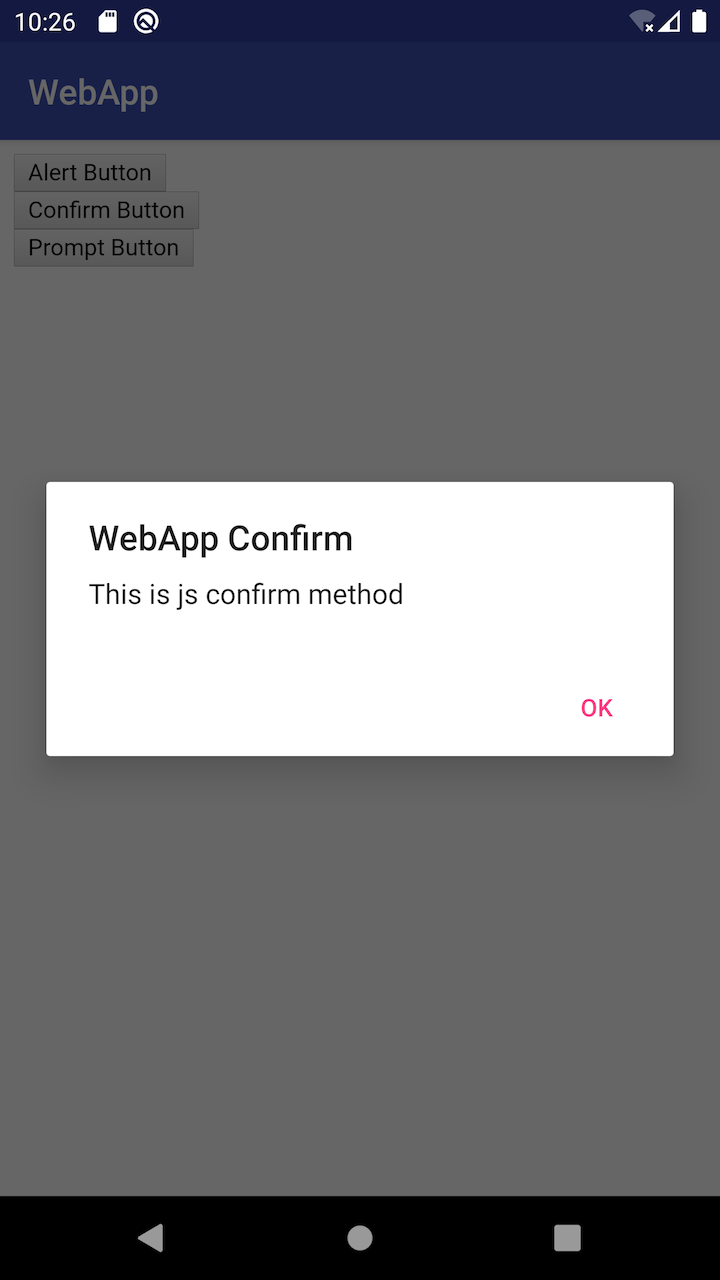 10:26
WebApp
Alert Button
Confirm Button
Prompt Button
WebApp Confirm
This is js confirm method
OK